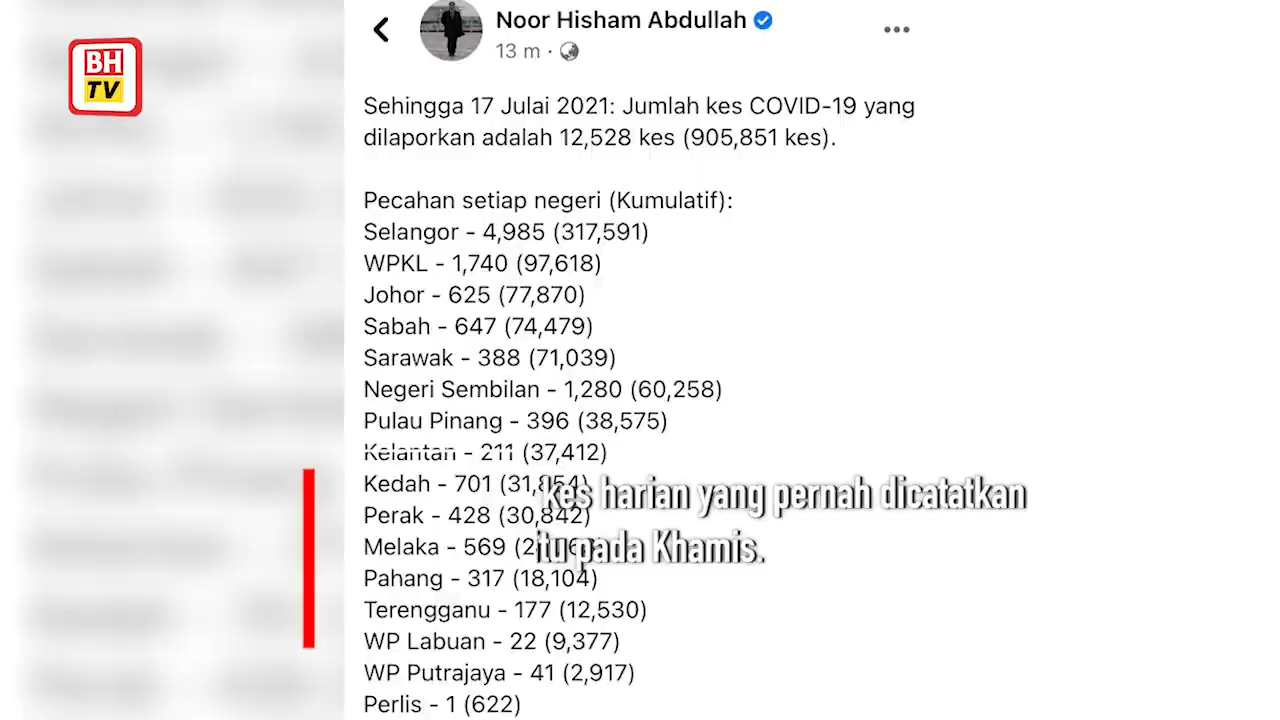 BH
TV
Noor Hisham Abdullah
13 m ·
Sehingga 17 Julai 2021: Jumlah kes COVID-19 yang
dilaporkan adalah 12,528 kes (905,851 kes).
Pecahan setiap negeri (Kumulatif):
Selangor - 4,985 (317,591)
WPKL - 1,740 (97,618)
Johor - 625 (77,870)
Sabah - 647 (74,479)
Sarawak - 388 (71,039)
Negeri Sembilan - 1,280 (60,258)
Pulau Pinang - 396 (38,575)
Kelantan - 211 (37,412)
Kedah - 701 (31,854)
Perak - 428 (30,842)
Melaka - 569
Pahang - 317 (18,104)
Terengganu - 177 (12,530)
WP Labuan - 22 (9,377)
WP Putrajaya - 41 (2,917)
Perlis - 1 (622)
kes harian yang pernah dicatatkan
itu pada Khamis.